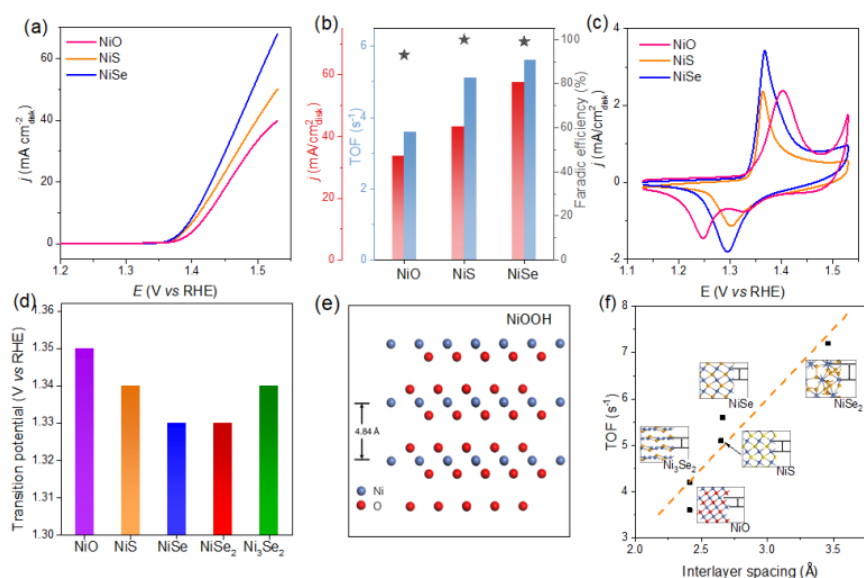 (a)
NiO
NiS
NiSe
j (mA cm⁻²disk)
60
40
20
0
1.2
1.3
1.4
1.5
E (V vs RHE)
(b)
j (mA/cm²disk)
60
40
20
0
TOF (s⁻¹)
6
4
2
0
Faradic efficiency (%)
100
80
60
40
20
0
NiO
NiS
NiSe
(c)
NiO
NiS
NiSe
j (mA/cm²disk)
4
2
0
-2
1.1
1.2
1.3
1.4
1.5
E (V vs RHE)
(d)
Transition potential (V vs RHE)
1.36
1.35
1.34
1.33
1.32
1.31
1.30
NiO
NiS
NiSe
NiSe₂
Ni₃Se₂
(e)
NiOOH
4.84 Å
Ni
O
(f)
TOF (s⁻¹)
8
7
6
5
4
3
NiSe
NiSe₂
Ni₃Se₂
NiS
NiO
2.0
2.5
3.0
3.5
Interlayer spacing (Å)